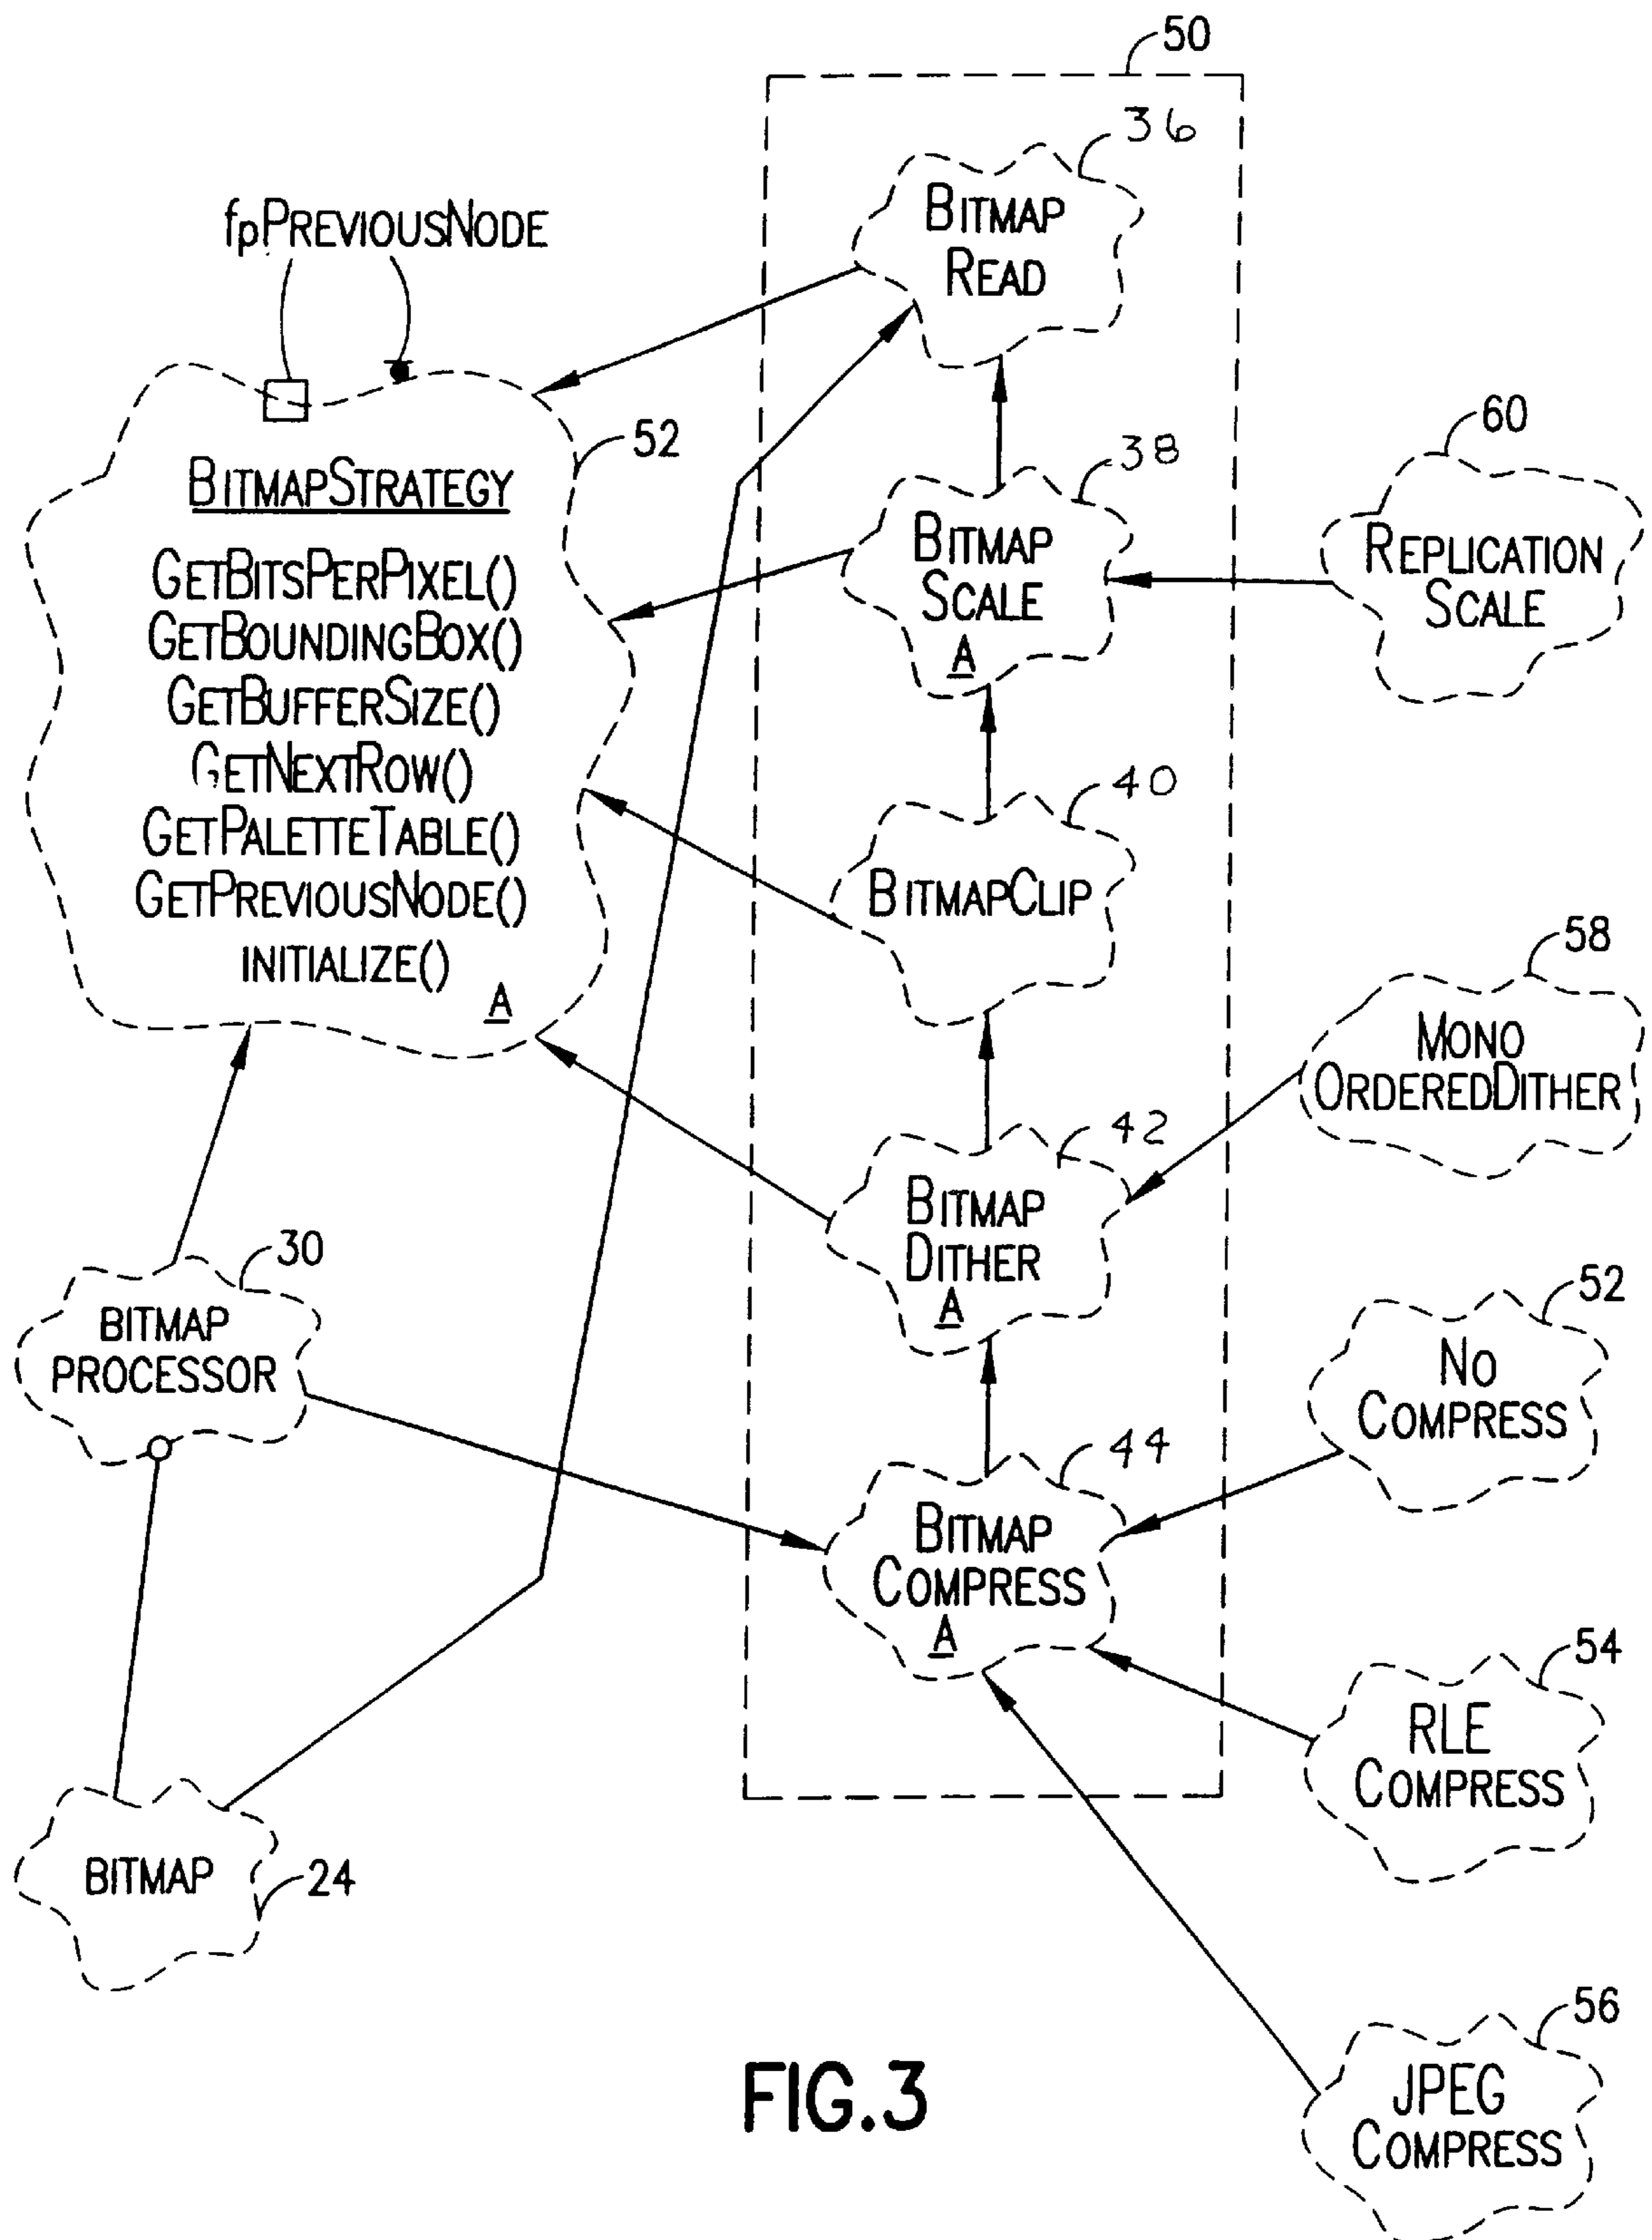 50
36
BITMAP
READ
fpPREVIOUSNODE
52
BITMAPSTRATEGY
GETBITSPERPIXEL()
GETBOUNDINGBOX()
GETBUFFERSIZE()
GETNEXTROW()
GETPALETTETABLE()
GETPREVIOUSNODE()
INITIALIZE()
A
38
BITMAP
SCALE
A
60
REPLICATION
SCALE
40
BITMAPCLIP
58
MONO
ORDEREDDITHER
42
BITMAP
DITHER
A
30
BITMAP
PROCESSOR
52
NO
COMPRESS
44
BITMAP
COMPRESS
A
54
RLE
COMPRESS
BITMAP
24
56
JPEG
COMPRESS
FIG.3